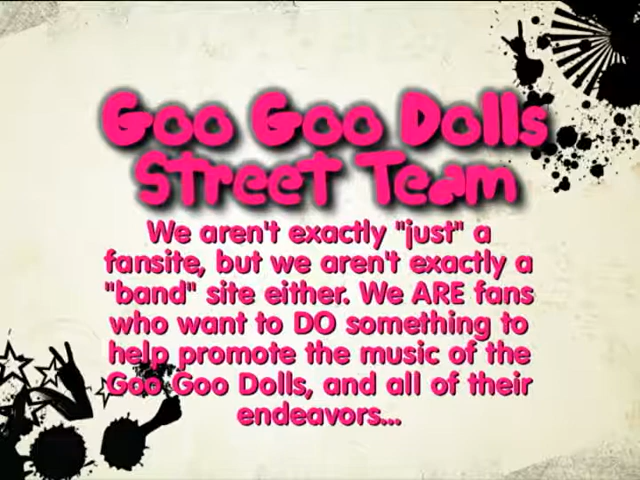 Goo Goo Dolls
Street Team
We aren't exactly "just" a
fansite, but we aren't exactly a
"band" site either. We ARE fans
who want to DO something to
help promote the music of the
Goo Goo Dolls, and all of their
endeavors...